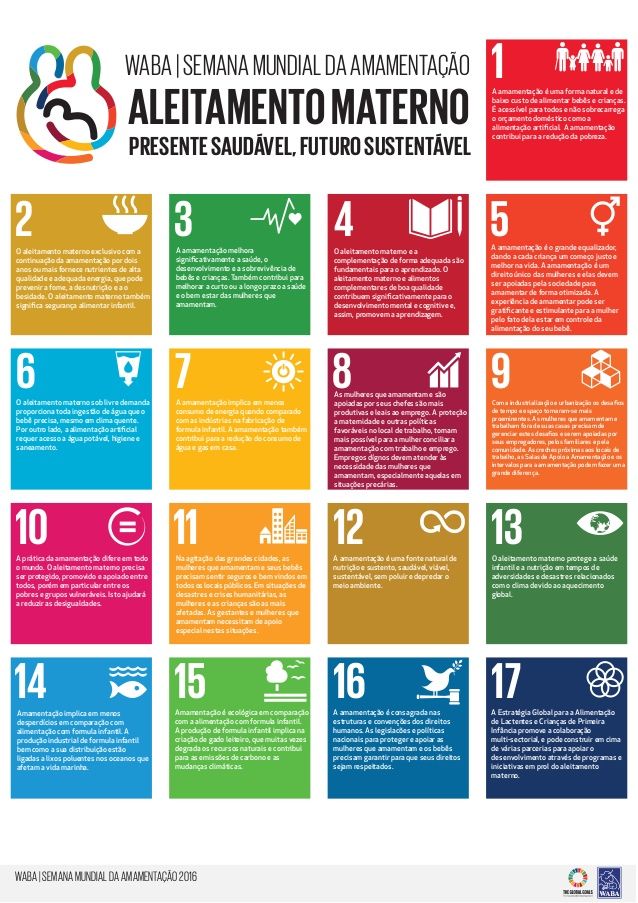 WABA | SEMANA MUNDIAL DA AMAMENTAÇÃO
ALEITAMENTO MATERNO
PRESENTE SAUDÁVEL, FUTURO SUSTENTÁVEL
1
A amamentação é uma forma natural e de
baixo custo de alimentar bebês e crianças.
É acessível para todos e não sobrecarrega
o orçamento doméstico como a
alimentação artificial. A amamentação
contribui para a redução da pobreza.
2
O aleitamento materno exclusivo com a
continuação da amamentação por dois
anos ou mais fornece nutrientes de alta
qualidade e adequada energia, que pode
prevenir a fome, a desnutrição e a o
besidade. O aleitamento materno também
significa segurança alimentar infantil.
3
A amamentação melhora
significativamente a saúde, o
desenvolvimento e a sobrevivência de
bebês e crianças. Também contribui para
melhorar a curto ou a longo prazo a saúde
e o bem estar das mulheres que
amamentam.
4
O aleitamento materno e a
complementação de forma adequada são
fundamentais para o aprendizado. O
aleitamento materno e alimentos
complementares de boa qualidade
contribuem significativamente para o
desenvolvimento mental e cognitivo e,
assim, promovem a aprendizagem.
5
A amamentação é o grande equalizador,
dando a cada criança um começo justo e
melhor na vida. A amamentação é um
direito único das mulheres e elas devem
ser apoiadas pela sociedade para
amamentar de forma otimizada. A
experiência de amamentar pode ser
gratificante e estimulante para a mulher
pelo fato dela estar em controle da
alimentação do seu bebê.
6
O aleitamento materno sob livre demanda
proporciona toda ingestão de água que o
bebê precisa, mesmo em clima quente.
Por outro lado, a alimentação artificial
requer acesso a água potável, higiene e
saneamento.
7
A amamentação implica em menos
consumo de energia quando comparado
com as indústrias na fabricação de
fórmula infantil. A amamentação também
contribui para a redução do consumo de
água e gas em casa.
8
As mulheres que amamentam e são
apoiadas por seus chefes são mais
produtivas e leais ao emprego. A proteção
a maternidade e outras políticas
favoráveis no local de trabalho, tornam
mais possível para a mulher conciliar a
amamentação com trabalho e emprego.
Empregos dignos devem atender às
necessidade das mulheres que
amamentam, especialmente aquelas em
situações precárias.
9
Com a industrialização e urbanização os desafios
de tempo e espaço tornaram-se mais
proeminentes. As mulheres que amamentam e
trabalham fora de suas casas precisam de
gerenciar estes desafios e serem apoiadas por
seus empregadores, pelos familiares e pela
comunidade. As creches próximas aos locais de
trabalho, as Salas de Apoio a Amamentação e os
intervalos para a amamentação podem fazer uma
grande diferença.
10
A prática da amamentação difere em todo
o mundo. O aleitamento materno precisa
ser protegido, promovido e apoiado entre
todos, porém em particular entre os
pobres e grupos vulneráveis. Isto ajudará
a reduzir as desigualdades.
11
Na agitação das grandes cidades, as
mulheres que amamentam e seus bebês
precisam sentir seguros e bem vindos em
todos os locais públicos. Em situações de
desastres e crises humanitárias, as
mulheres e as crianças são as mais
afetadas. As gestantes e mulheres que
amamentam necessitam de apoio
especial nestas situações.
12
A amamentação é uma fonte natural de
nutrição e sustento, saudável, viável,
sustentável, sem poluir e depredar o
meio ambiente.
13
O aleitamento materno protege a saúde
infantil e a nutrição em tempos de
adversidades e desastres relacionados
com o clima devido ao aquecimento
global.
14
Amamentação implica em menos
desperdícios em comparação com
alimentação com formula infantil. A
produção industrial de formula infantil
bem como a sua distribuição estão
ligadas a lixos poluentes nos oceanos que
afetam a vida marinha.
15
Amamentação é ecológica em comparação
com a alimentação com formula infantil.
A produção de formula infantil implica na
criação de gado leiteiro, que muitas vezes
degrada os recursos naturais e contribui
para as emissões de carbono e as
mudanças climáticas.
16
A amamentação é consagrada nas
estruturas e convenções dos direitos
humanos. As legislacões e políticas
nacionais para proteger e apoiar as
mulheres que amamentam e os bebês
precisam garantir para que seus direitos
sejam respeitados.
17
A Estratégia Global para a Alimentação
de Lactentes e Crianças de Primeira
Infância promove a colaboração
multi-sectorial, e pode construir em cima
de várias parcerias para apoiar o
desenvolvimento através de programas e
iniciativas em prol do aleitamento
materno.
WABA | SEMANA MUNDIAL DA AMAMENTAÇÃO 2016
THE GLOBAL GOALS
WABA